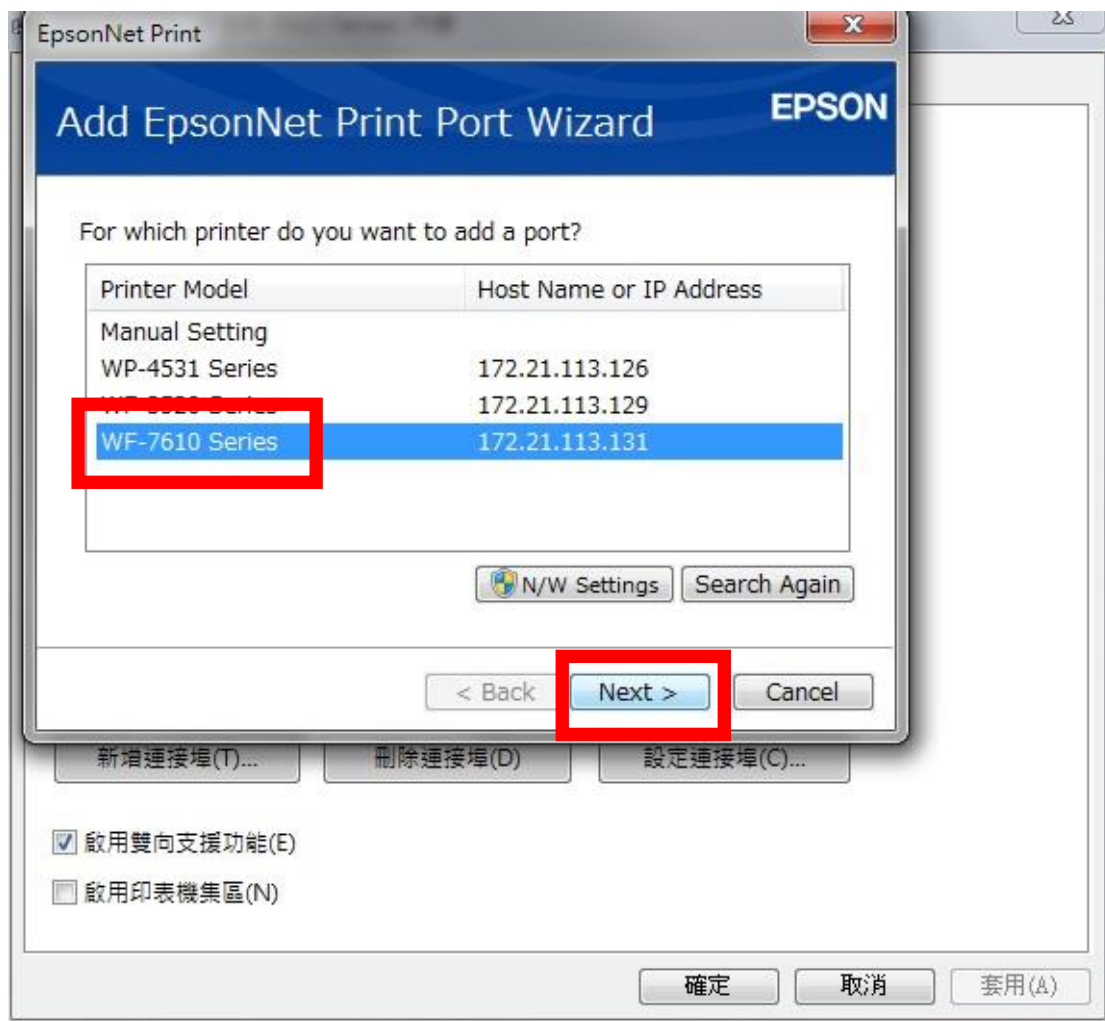 EpsonNet Print
Add EpsonNet Print Port Wizard
EPSON
For which printer do you want to add a port?
Printer Model Host Name or IP Address
Manual Setting
WP-4531 Series 172.21.113.126
Series 172.21.113.129
WF-7610 Series 172.21.113.131
N/W Settings Search Again
< Back Next > Cancel
新增連接埠(T)... 刪除連接埠(D) 設定連接埠(C)...
啟用雙向支援功能(E)
啟用印表機集區(N)
確定 取消 套用(A)